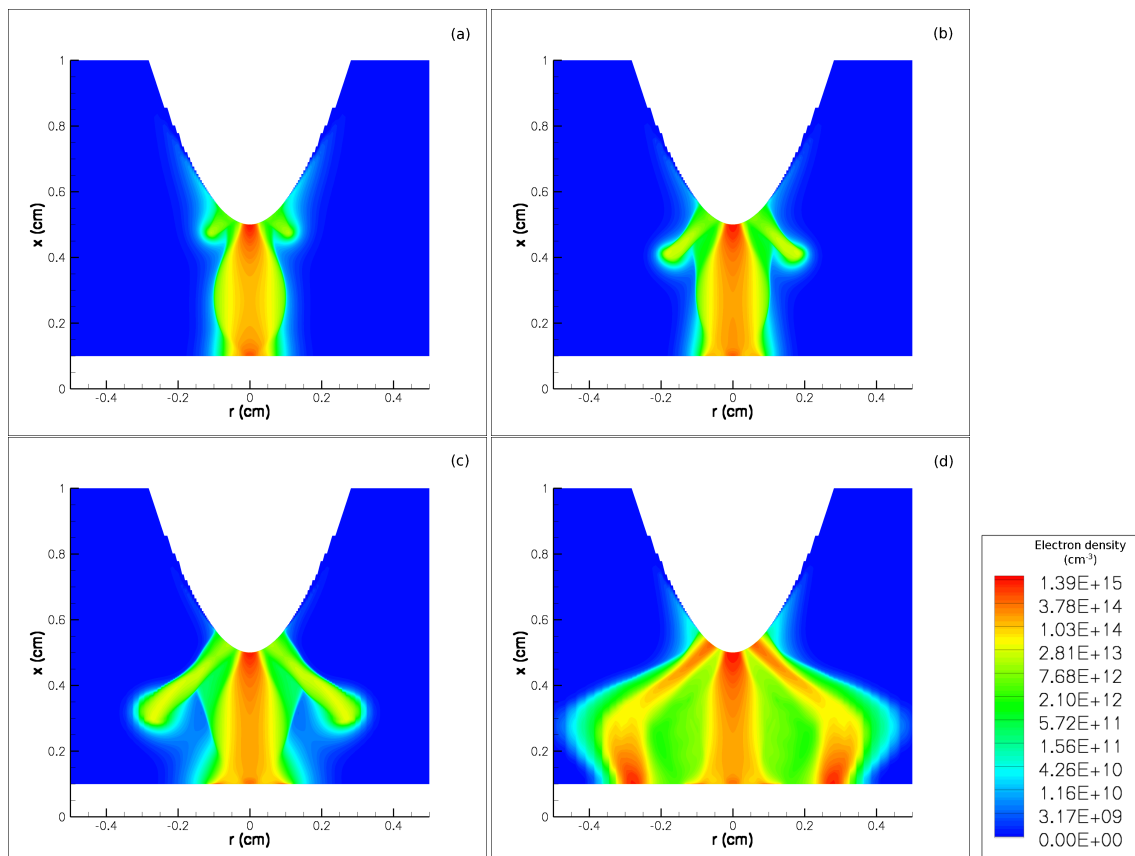 (a)
1
0.8
0.6
0.4
0.2
0
x (cm)
-0.4 -0.2 0 0.2 0.4
r (cm)
(b)
1
0.8
0.6
0.4
0.2
0
x (cm)
-0.4 -0.2 0 0.2 0.4
r (cm)
(c)
1
0.8
0.6
0.4
0.2
0
x (cm)
-0.4 -0.2 0 0.2 0.4
r (cm)
(d)
1
0.8
0.6
0.4
0.2
0
x (cm)
-0.4 -0.2 0 0.2 0.4
r (cm)
Electron density
(cm-3)
1.39E+15
3.78E+14
1.03E+14
2.81E+13
7.68E+12
2.10E+12
5.72E+11
1.56E+11
4.26E+10
1.16E+10
3.17E+09
0.00E+00